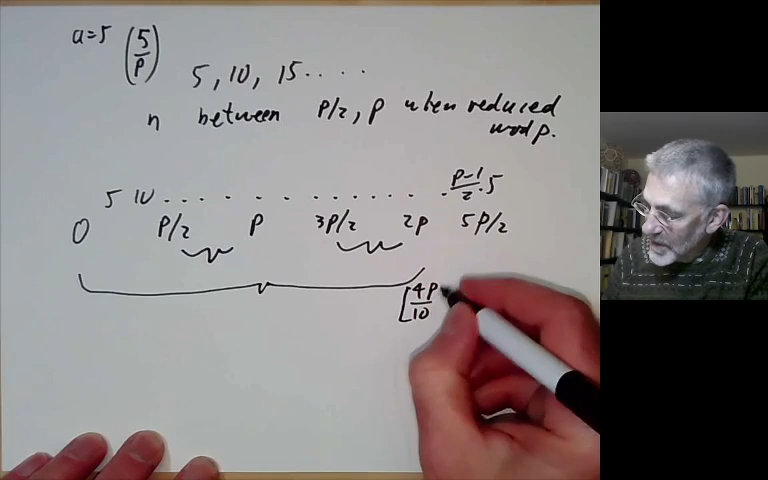 a=5 (5/p) 5, 10, 15 . . . .
n between p/2, p when reduced
mod p.
5 10 . . . . . . . . . . . . . . (p-1)/2 · 5
0 p/2 p 3p/2 2p 5p/2
[4p/10